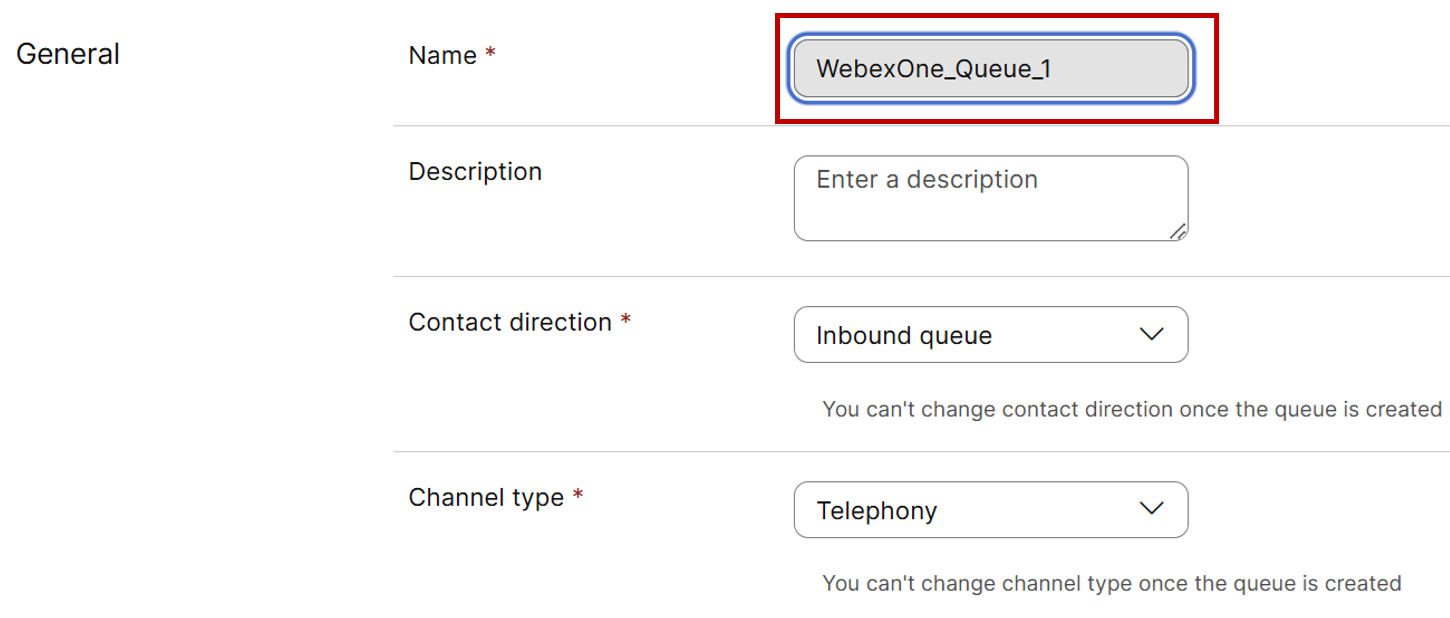 General
Name *
WebexOne_Queue_1
Description
Enter a description
Contact direction *
Inbound queue
You can't change contact direction once the queue is created
Channel type *
Telephony
You can't change channel type once the queue is created